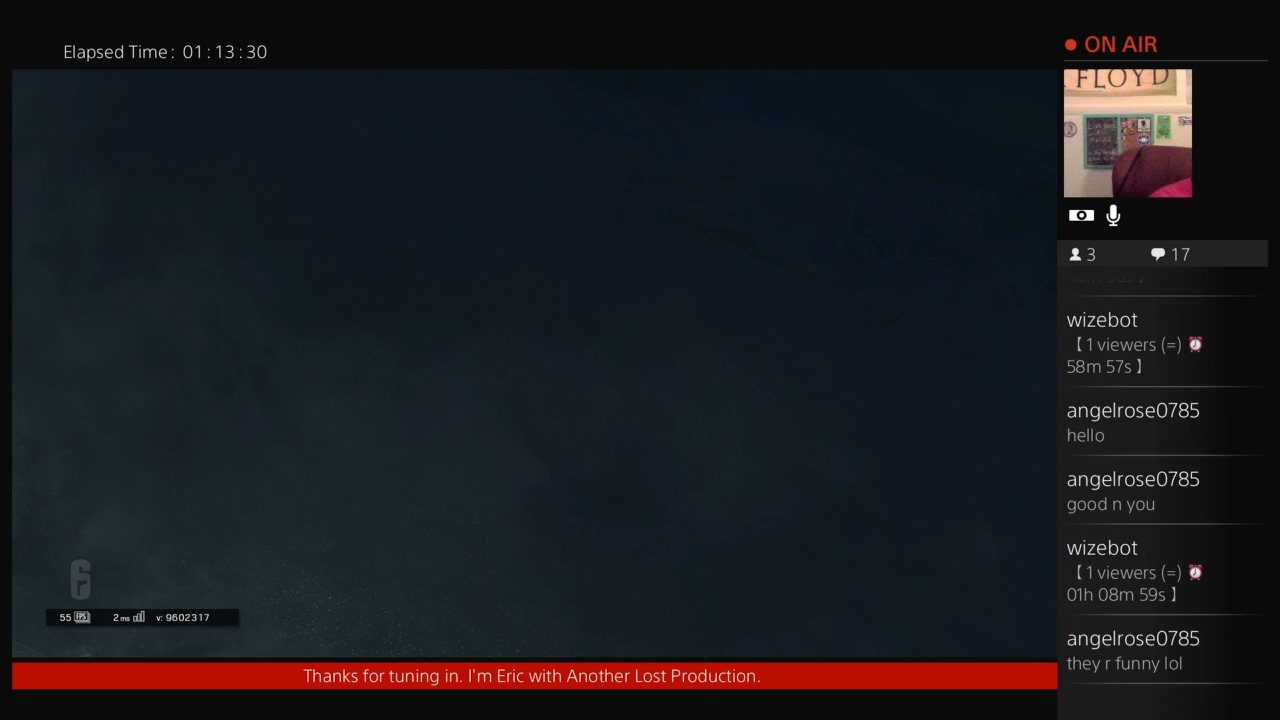 Elapsed Time: 01:13:30
ON AIR
FLOYD
3 17
wizebot
【1 viewers (=) ⏰
58m 57s】
angelrose0785
hello
angelrose0785
good n you
wizebot
【1 viewers (=) ⏰
01h 08m 59s】
angelrose0785
they r funny lol
55 FPS 2 ms v: 9602317
Thanks for tuning in. I'm Eric with Another Lost Production.